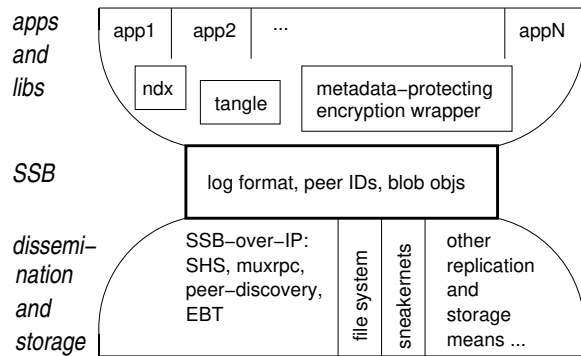 apps
and
libs
app1
app2
...
appN
ndx
tangle
metadata−protecting
encryption wrapper
SSB
log format, peer IDs, blob objs
dissemi−
nation
and
storage
SSB−over−IP:
SHS, muxrpc,
peer−discovery,
EBT
file system
sneakernets
other
replication
and
storage
means ...